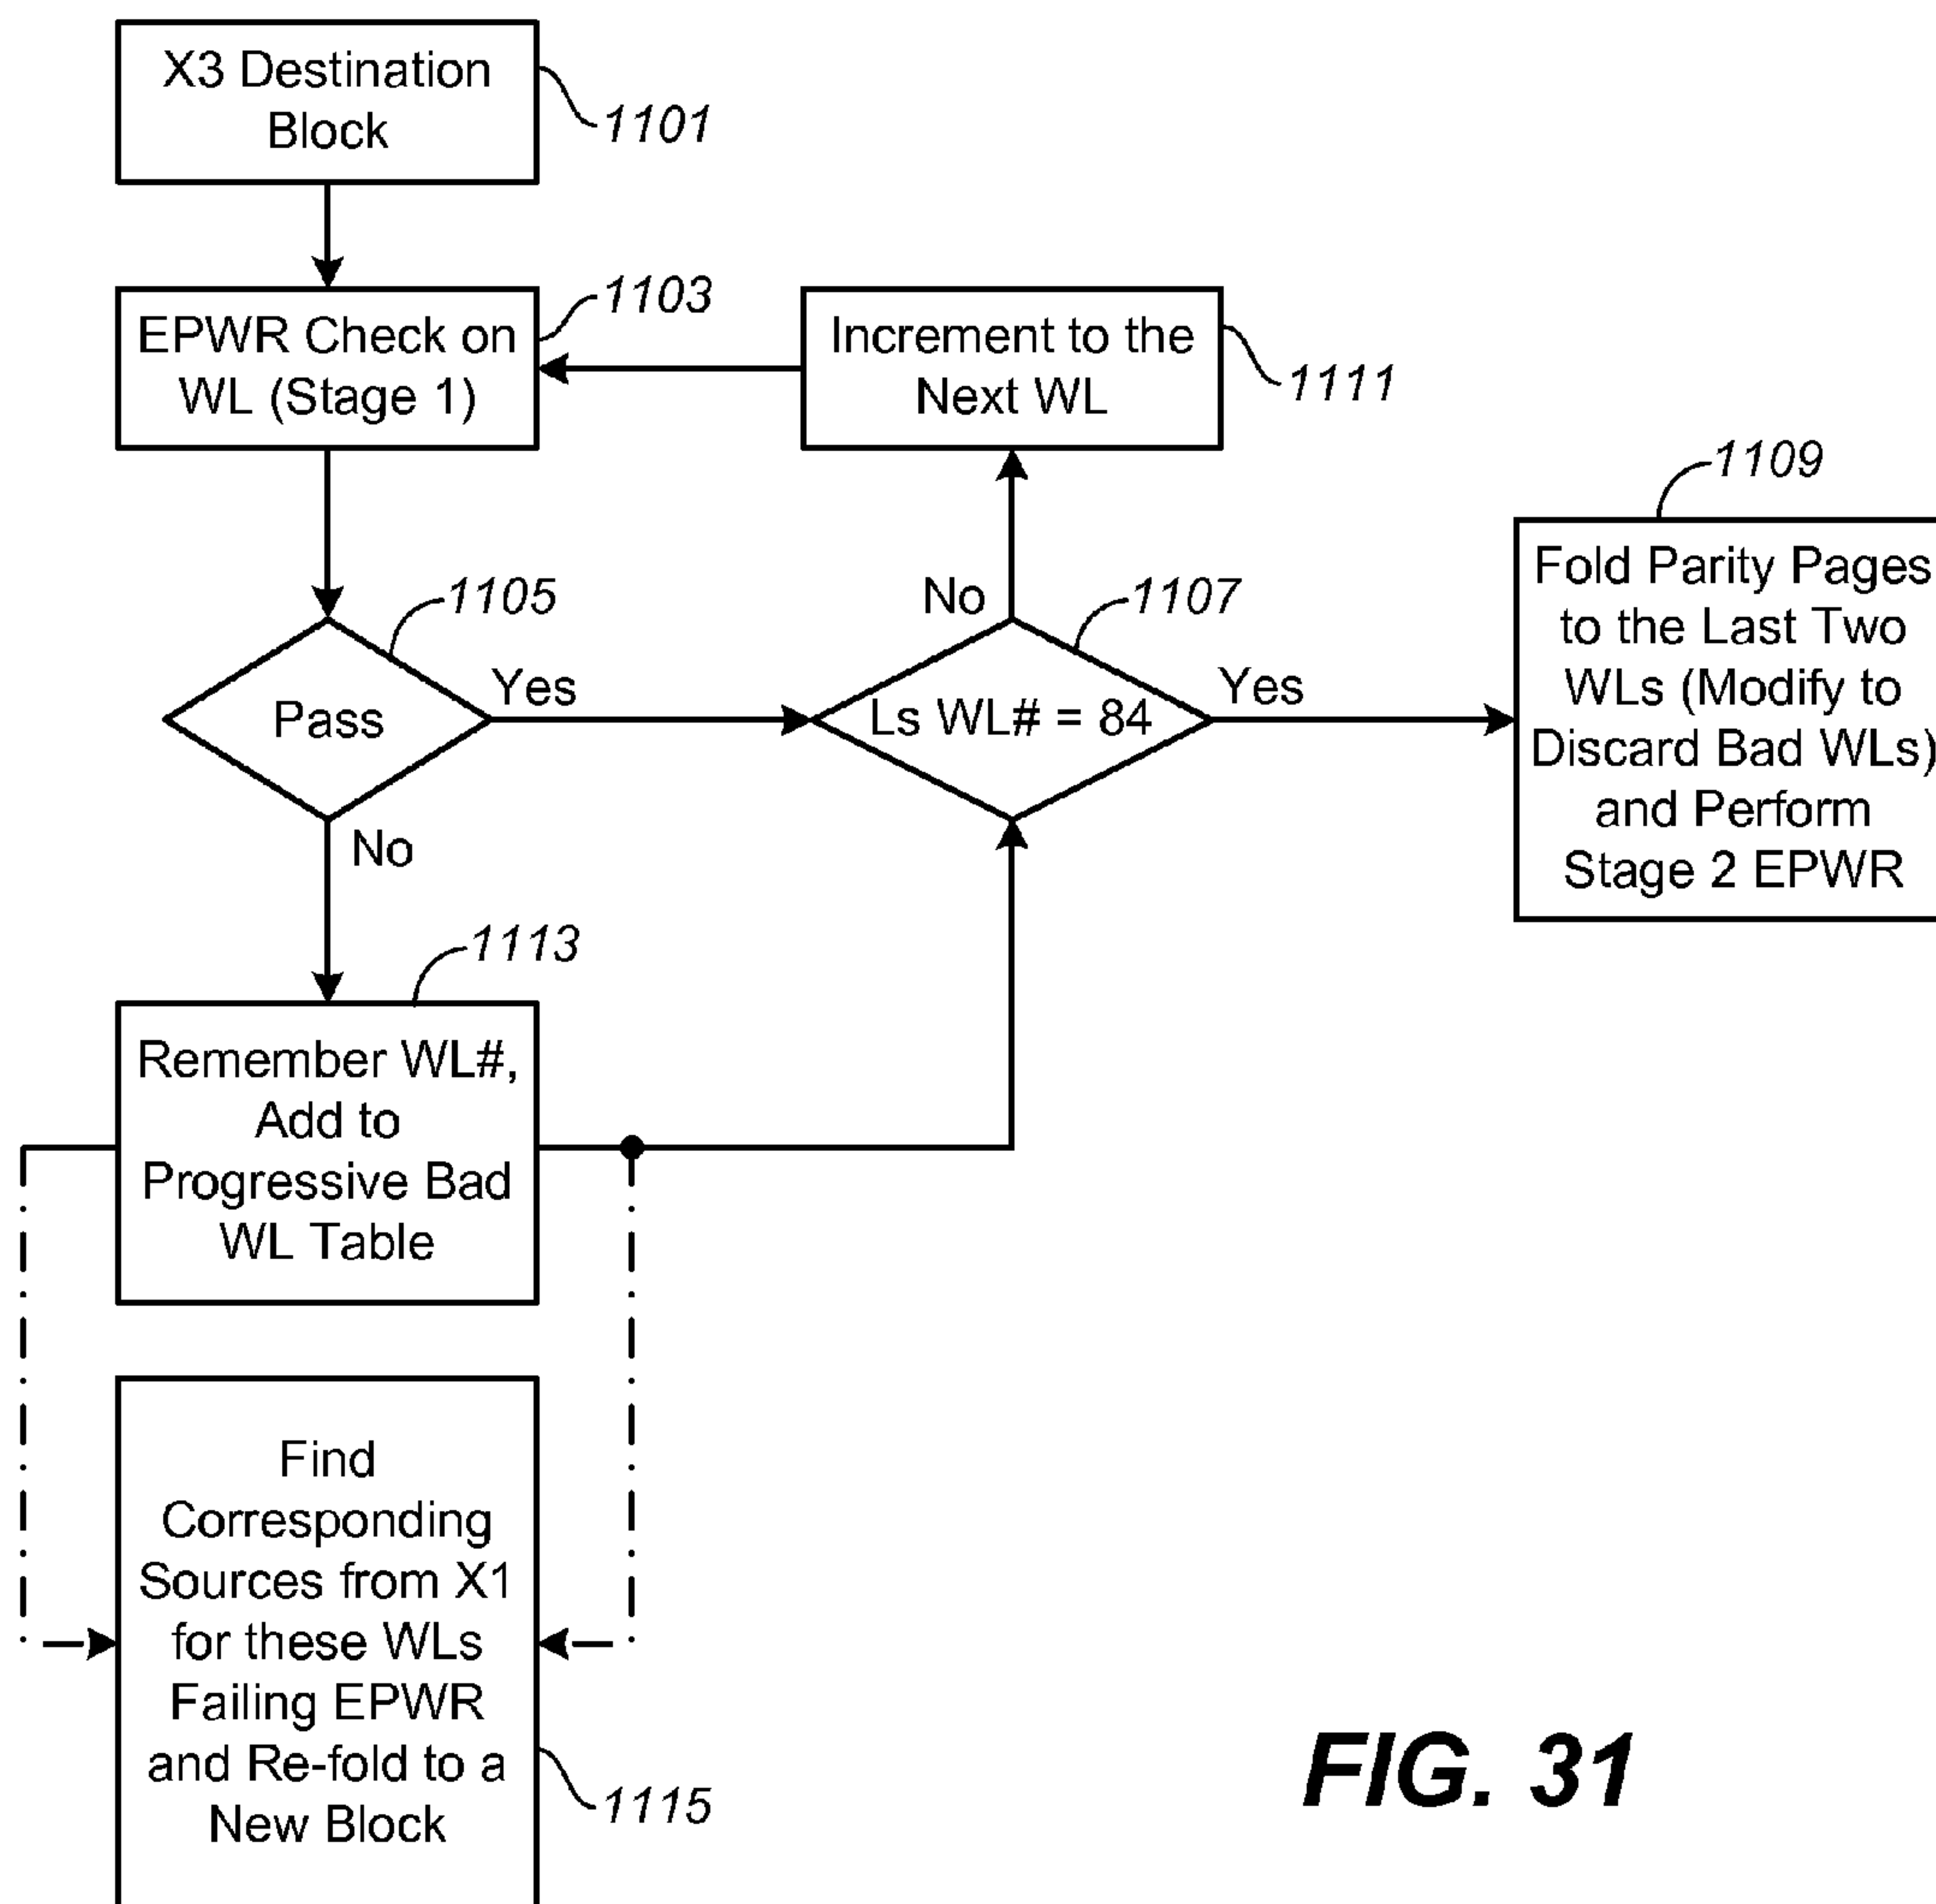 X3 Destination
Block
1101
EPWR Check on
WL (Stage 1)
1103
Increment to the
Next WL
1111
1109
Fold Parity Pages
to the Last Two
WLs (Modify to
Discard Bad WLs)
and Perform
Stage 2 EPWR
1105
Pass
Yes
No
1107
No
Ls WL# = 84
Yes
1113
Remember WL#,
Add to
Progressive Bad
WL Table
Find
Corresponding
Sources from X1
for these WLs
Failing EPWR
and Re-fold to a
New Block
1115
FIG. 31